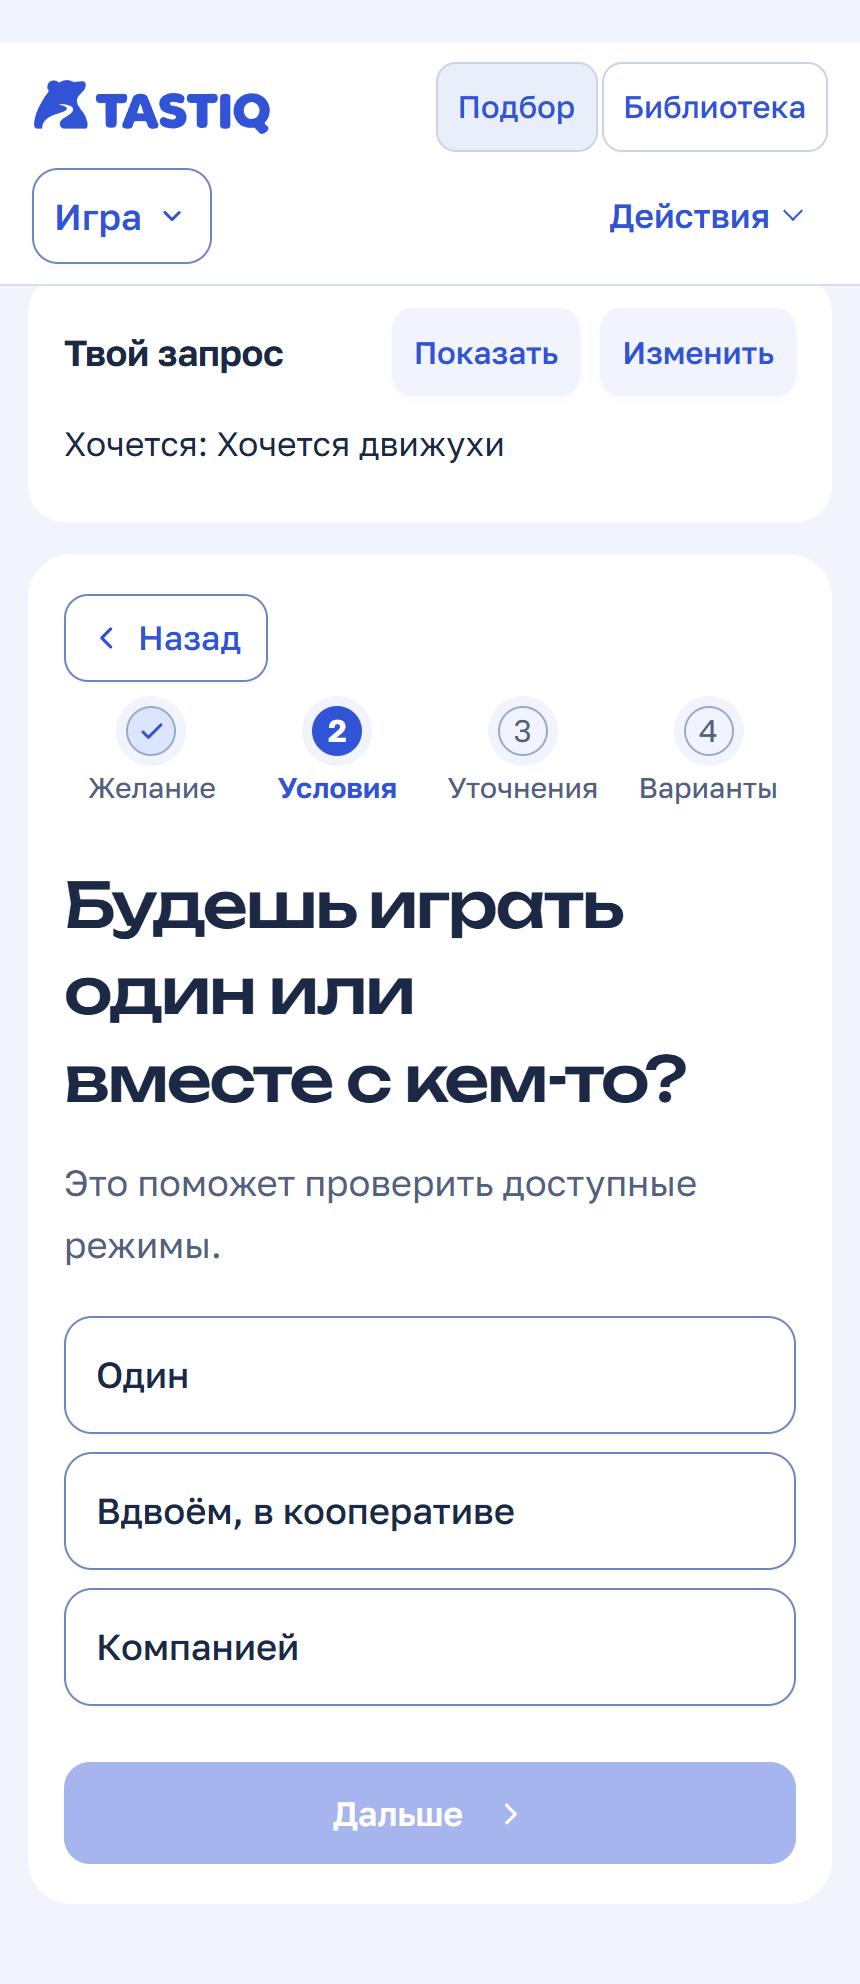 TASTIQ
Подбор
Библиотека
Игра
Действия
Твой запрос
Показать
Изменить
Хочется: Хочется движухи
Назад
2
3
4
Желание
Условия
Уточнения
Варианты
Будешь играть
один или
вместе с кем-то?
Это поможет проверить доступные
режимы.
Один
Вдвоём, в кооперативе
Компанией
Дальше